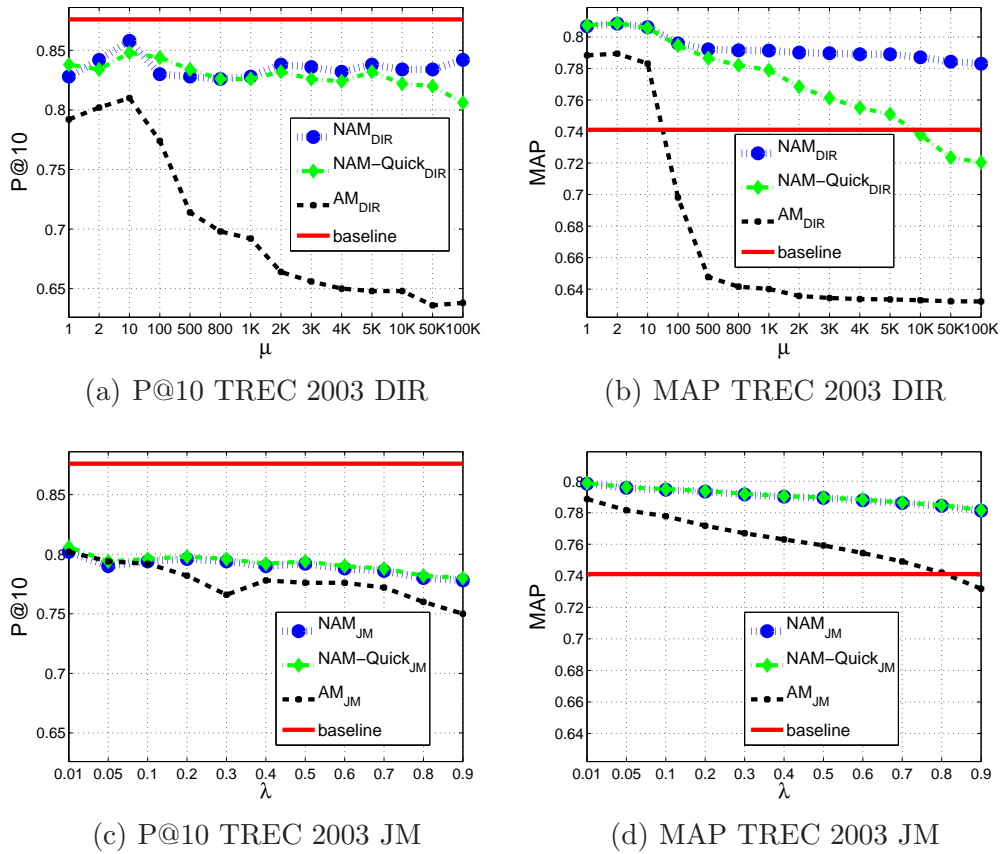 0.85
0.8
0.75
0.7
0.65
P@10
NAM_DIR
NAM−Quick_DIR
AM_DIR
baseline
1 2 10 100 500 800 1K 2K 3K 4K 5K 10K 50K 100K
μ
(a) P@10 TREC 2003 DIR
0.8
0.78
0.76
0.74
0.72
0.7
0.68
0.66
0.64
MAP
NAM_DIR
NAM−Quick_DIR
AM_DIR
baseline
1 2 10 100 500 800 1K 2K 3K 4K 5K 10K 50K 100K
μ
(b) MAP TREC 2003 DIR
0.85
0.8
0.75
0.7
0.65
P@10
NAM_JM
NAM−Quick_JM
AM_JM
baseline
0.01 0.05 0.1 0.2 0.3 0.4 0.5 0.6 0.7 0.8 0.9
λ
(c) P@10 TREC 2003 JM
0.8
0.78
0.76
0.74
0.72
0.7
0.68
0.66
0.64
MAP
NAM_JM
NAM−Quick_JM
AM_JM
baseline
0.01 0.05 0.1 0.2 0.3 0.4 0.5 0.6 0.7 0.8 0.9
λ
(d) MAP TREC 2003 JM